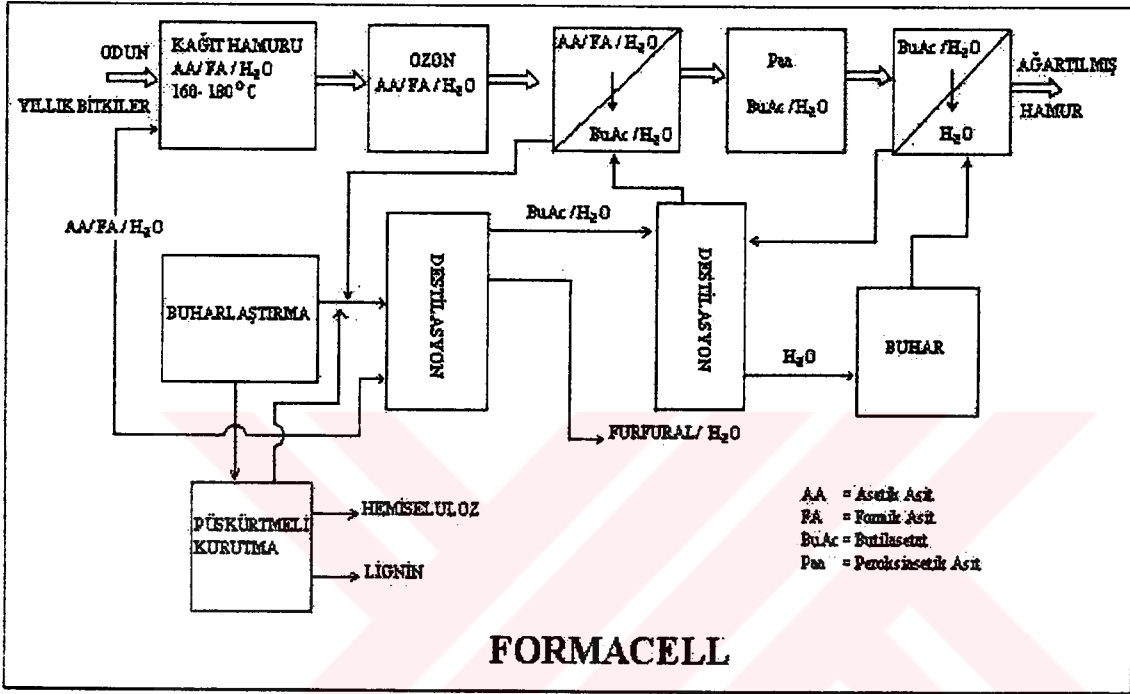 ODUN
YILLIK BİTKİLER
KAĞIT HAMURU
AA/FA/H₂O
160-180°C
OZON
AA/FA/H₂O
AA/FA/H₂O
BuAc/H₂O
Paa
BuAc/H₂O
BuAc/H₂O
H₂O
AĞARTILMIŞ
HAMUR
AA/FA/H₂O
BuAc/H₂O
BUHARLAŞTIRMA
DESTİLASYON
DESTİLASYON
H₂O
BUHAR
FURFURAL/H₂O
PÜSKÜRTMELİ
KURUTMA
HEMİSELULOZ
LİGNİN
AA = Asetik Asit
FA = Formik Asit
BuAc = Butilasetat
Paa = Peroksiasetik Asit
FORMACELL